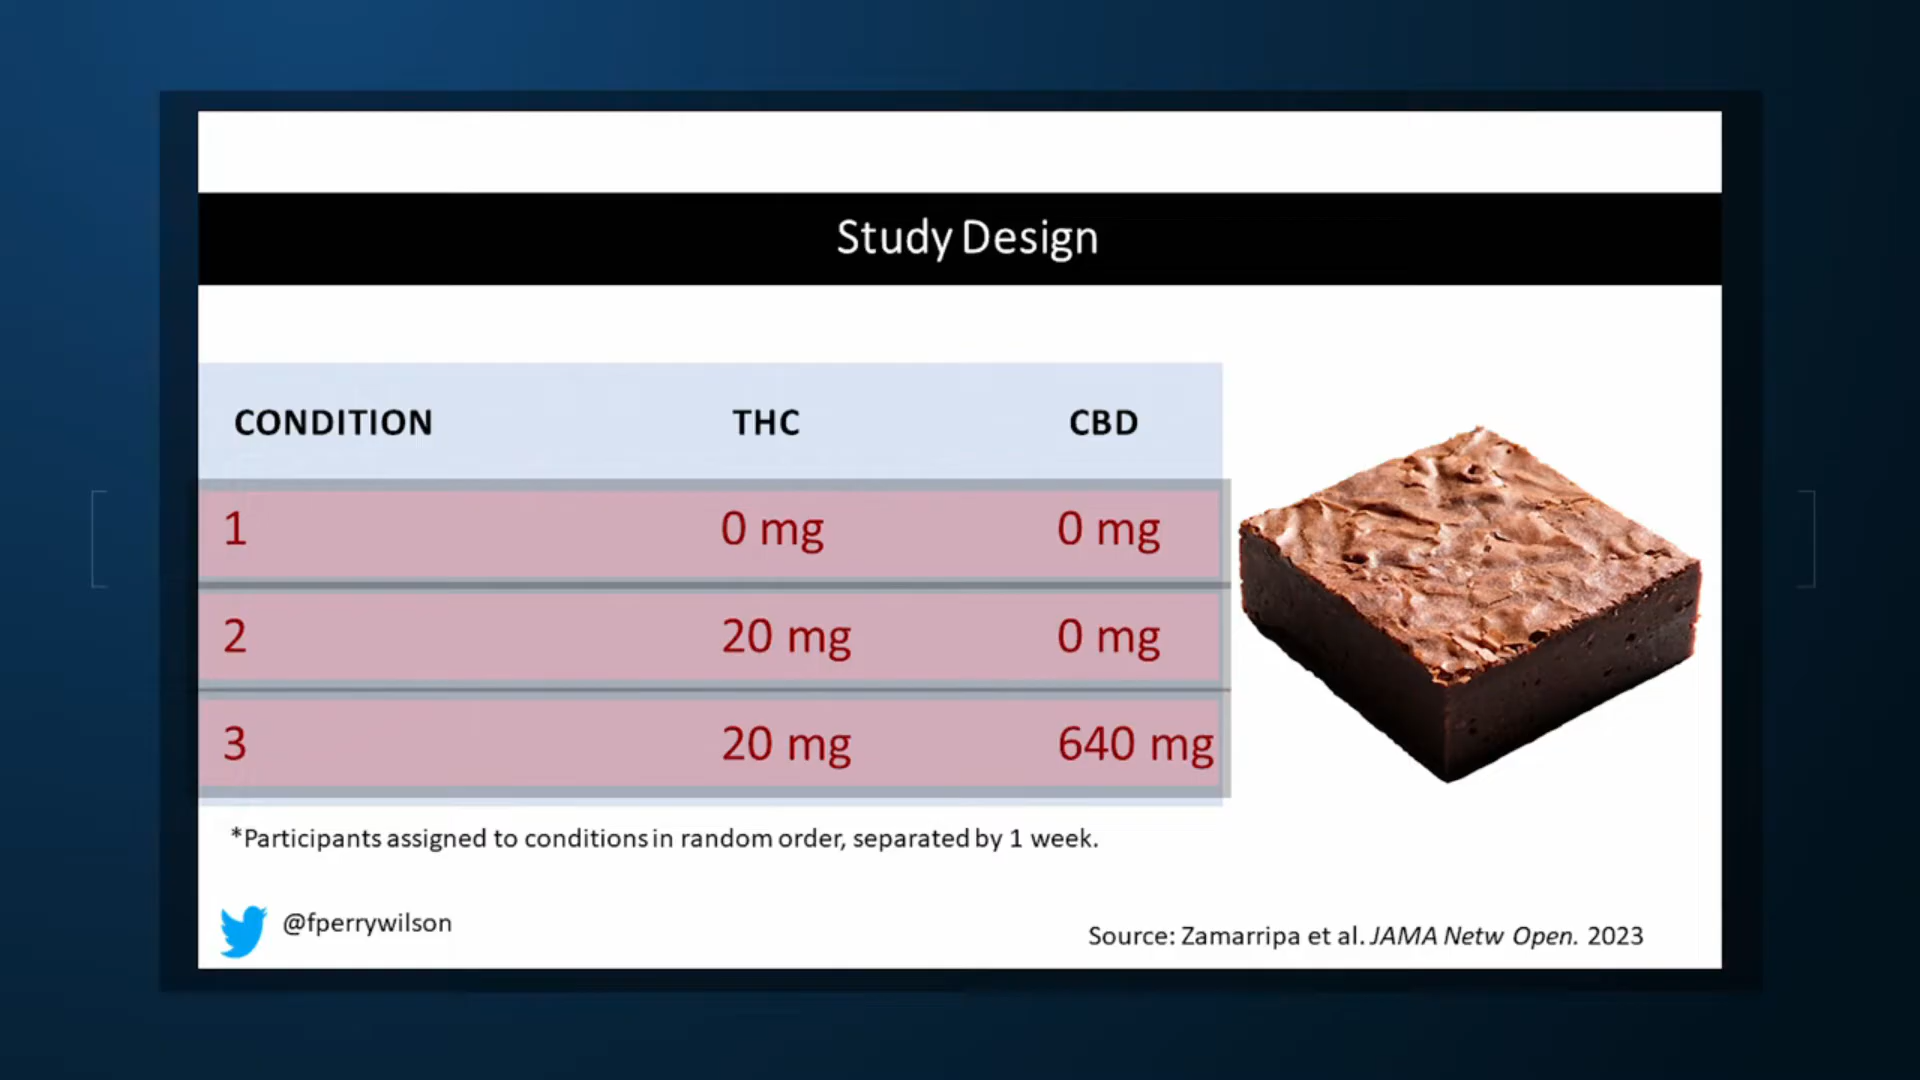 Study Design
CONDITION THC CBD
1 0 mg 0 mg
2 20 mg 0 mg
3 20 mg 640 mg
*Participants assigned to conditions in random order, separated by 1 week.
@fperrywilson
Source: Zamarripa et al. JAMA Netw Open. 2023